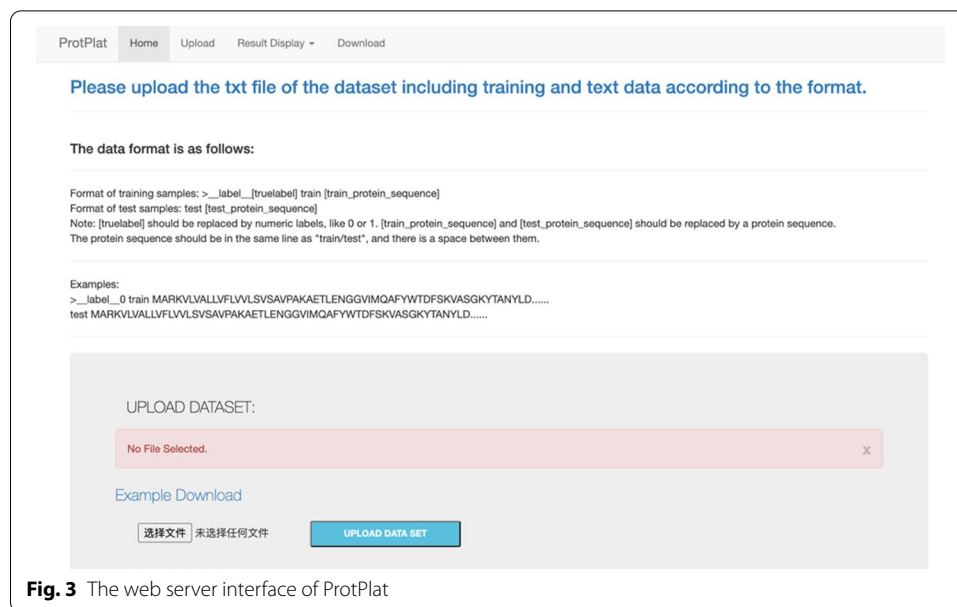 ProtPlat Home Upload Result Display Download
Please upload the txt file of the dataset including training and text data according to the format.
The data format is as follows:
Format of training samples: >__label__[truelabel] train [train_protein_sequence]
Format of test samples: test [test_protein_sequence]
Note: [truelabel] should be replaced by numeric labels, like 0 or 1. [train_protein_sequence] and [test_protein_sequence] should be replaced by a protein sequence.
The protein sequence should be in the same line as "train/test", and there is a space between them.
Examples:
>__label__0 train MARKVLVALLVFLVVLSVSAVPAKAETLENGGVIMQAFYWTDFSKVASGKYTANYLD......
test MARKVLVALLVFLVVLSVSAVPAKAETLENGGVIMQAFYWTDFSKVASGKYTANYLD......
UPLOAD DATASET:
No File Selected. x
Example Download
选择文件 未选择任何文件 UPLOAD DATA SET
Fig. 3 The web server interface of ProtPlat